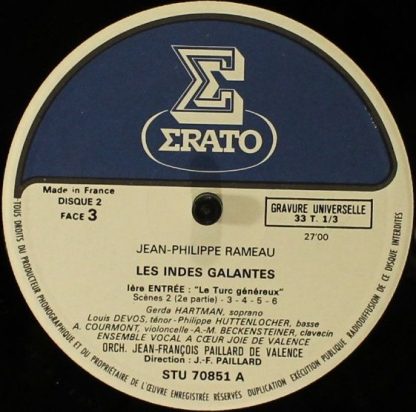 ΣRATO
Made in France
DISQUE 2
FACE 3
GRAVURE UNIVERSELLE
33 T. 1/3
27'00
JEAN-PHILIPPE RAMEAU
LES INDES GALANTES
Ière ENTRÉE : "Le Turc généreux"
Scènes 2 (2e partie) - 3 - 4 - 5 - 6
Gerda HARTMAN, soprano
Louis DEVOS, ténor - Philippe HUTTENLOCHER, basse
A. COURMONT, violoncelle - A.-M. BECKENSTEINER, clavecin
ENSEMBLE VOCAL A CŒUR JOIE DE VALENCE
ORCH. JEAN-FRANÇOIS PAILLARD DE VALENCE
Direction : J.-F. PAILLARD
STU 70851 A
TOUS DROITS DU PRODUCTEUR PHONOGRAPHIQUE ET DU PROPRIÉTAIRE DE L'ŒUVRE ENREGISTRÉE RÉSERVÉS DUPLICATION EXÉCUTION PUBLIQUE RADIODIFFUSION DE CE DISQUE INTERDITES